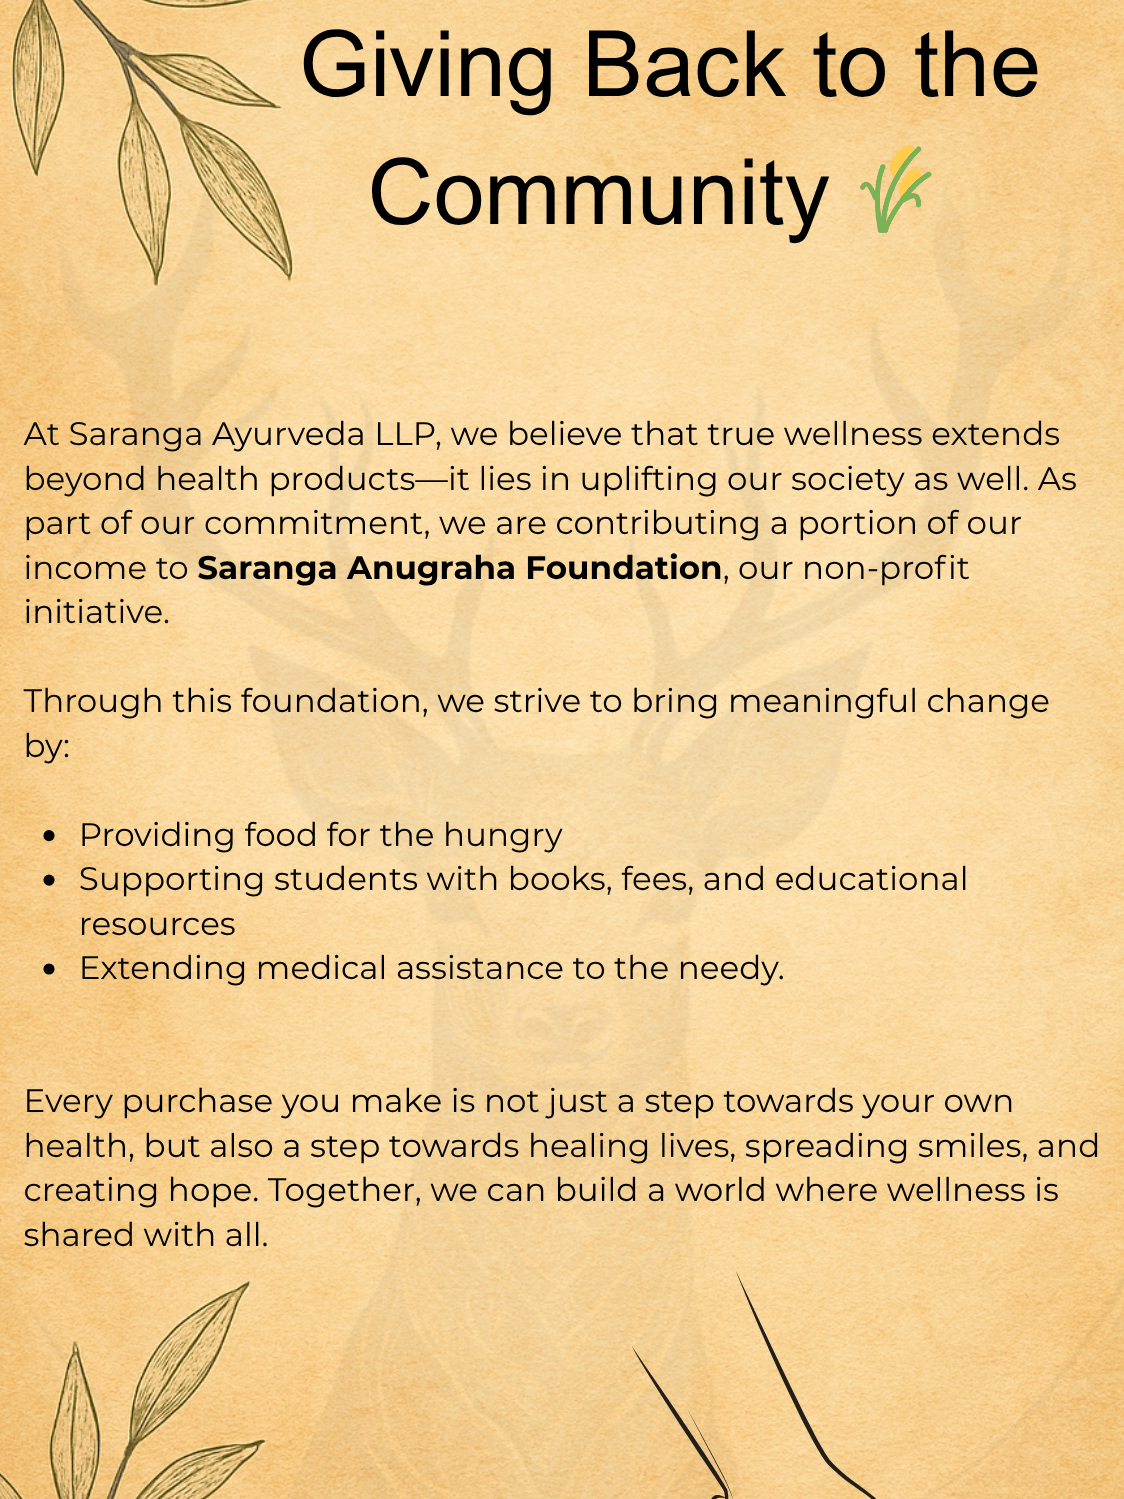 Giving Back to the
Community 🌾
At Saranga Ayurveda LLP, we believe that true wellness extends
beyond health products—it lies in uplifting our society as well. As
part of our commitment, we are contributing a portion of our
income to Saranga Anugraha Foundation, our non-profit
initiative.
Through this foundation, we strive to bring meaningful change
by:
• Providing food for the hungry
• Supporting students with books, fees, and educational
resources
• Extending medical assistance to the needy.
Every purchase you make is not just a step towards your own
health, but also a step towards healing lives, spreading smiles, and
creating hope. Together, we can build a world where wellness is
shared with all.